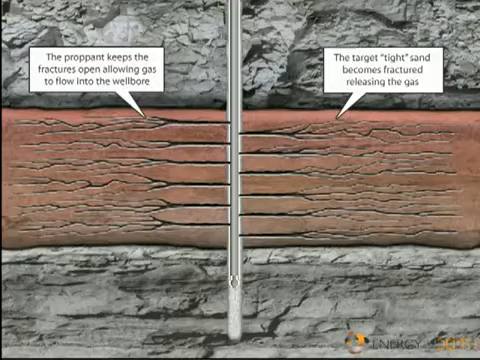 The proppant keeps the
fractures open allowing gas
to flow into the wellbore
The target "tight" sand
becomes fractured
releasing the gas
ENERGY